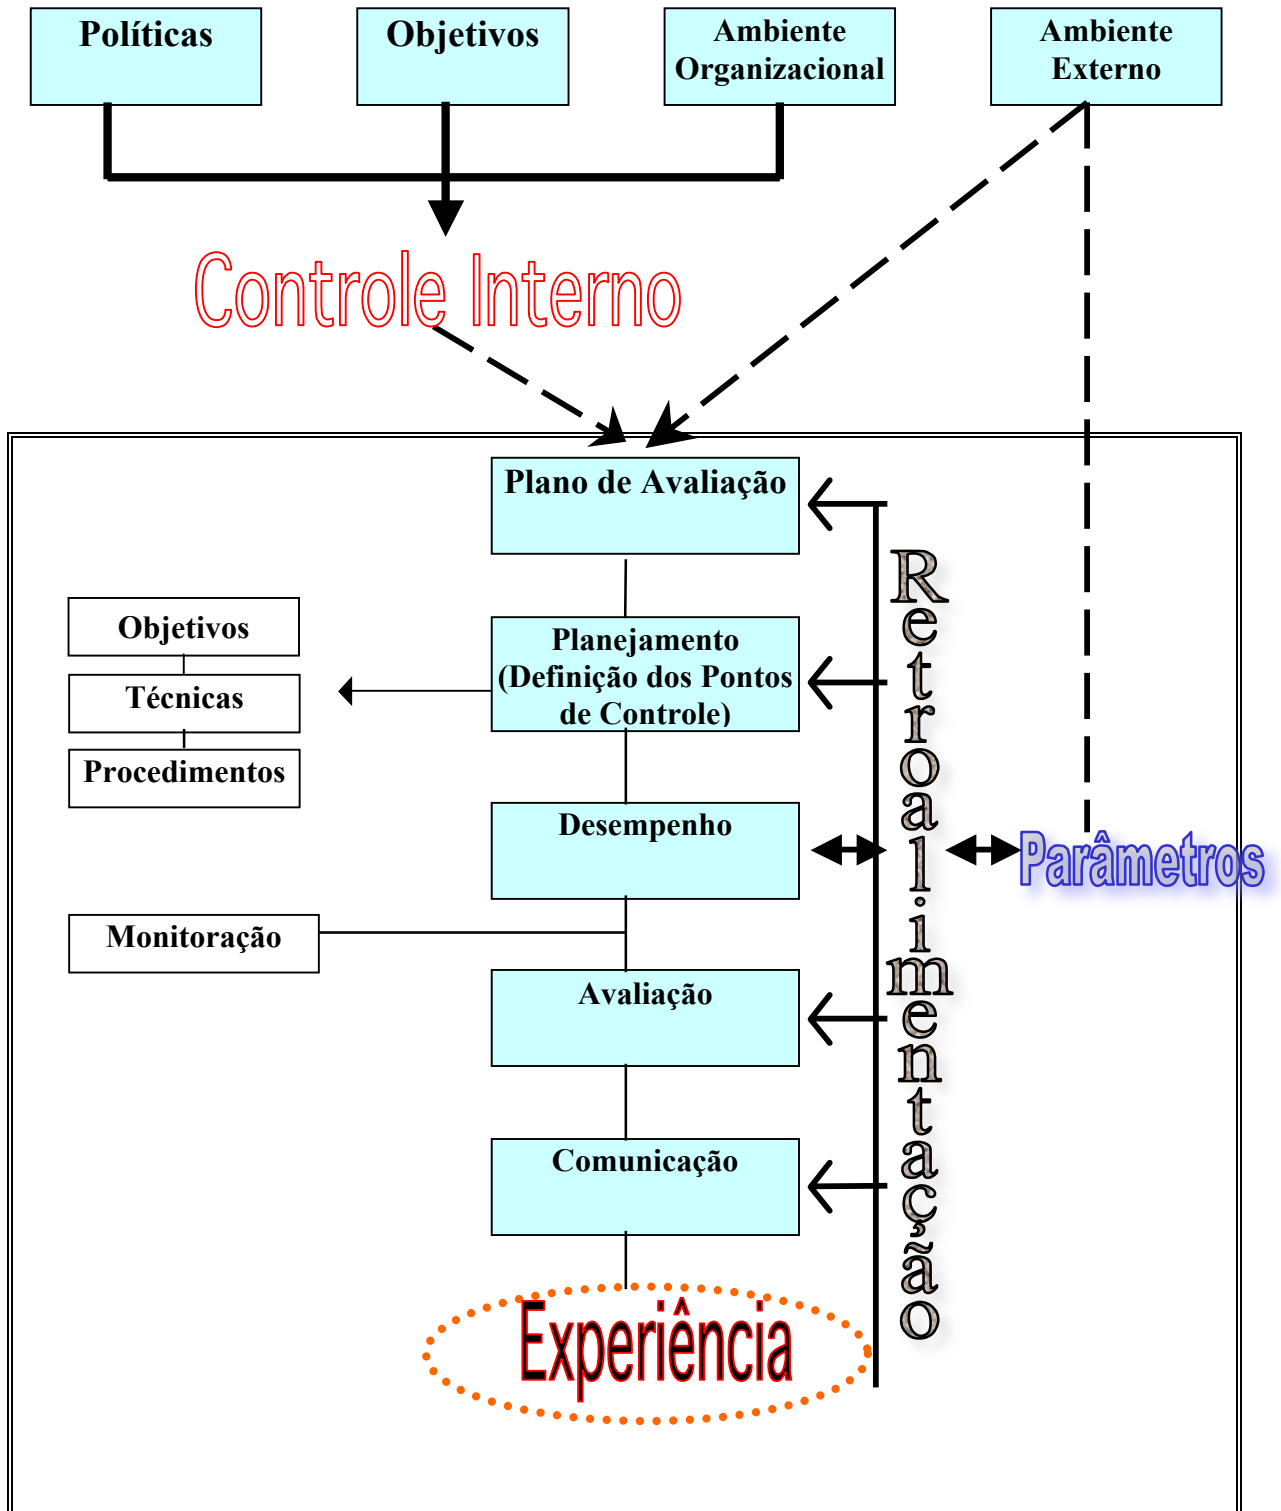 Políticas
Objetivos
Ambiente
Organizacional
Ambiente
Externo
Controle Interno
Plano de Avaliação
Objetivos
Técnicas
Procedimentos
Planejamento
(Definição dos Pontos
de Controle)
Desempenho
Parâmetros
Monitoração
Avaliação
Comunicação
Experiência
Retroalimentação